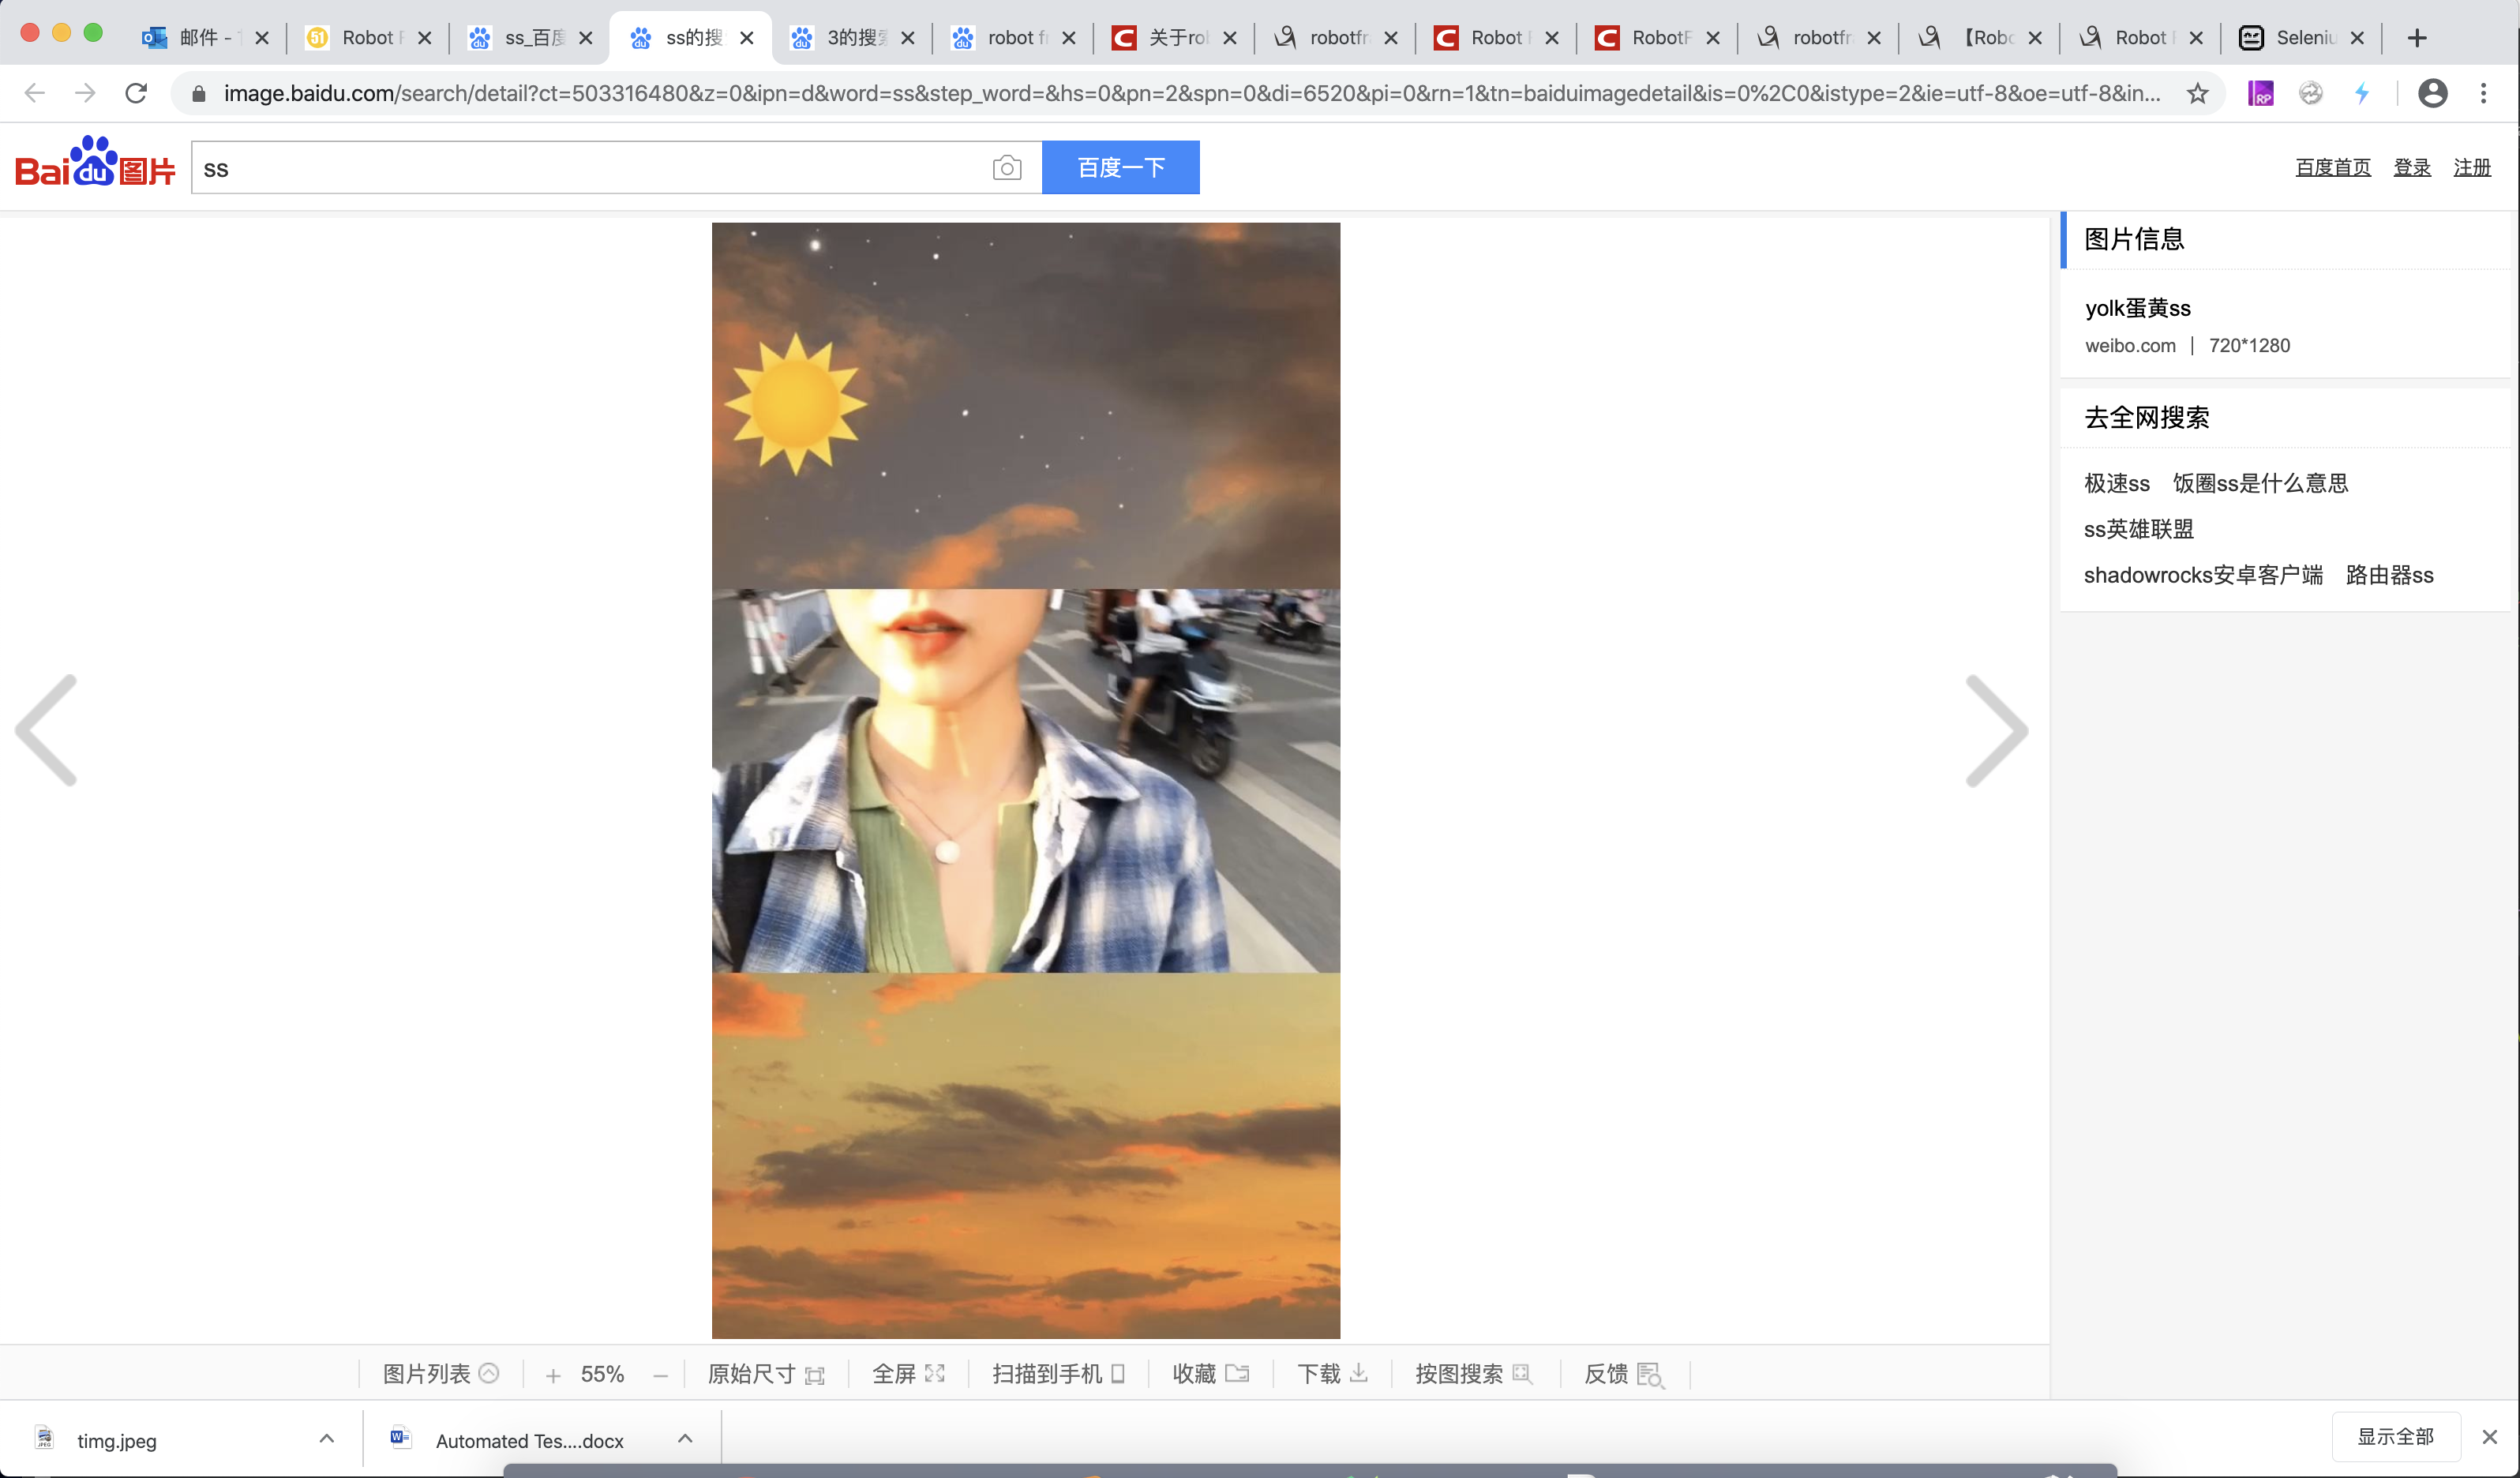 邮件 -
Robot
ss_百度
ss的搜
3的搜
robot f
关于ro
robotfr
Robot
Robot
robotfr
【Rob
Robot
Seleniu
image.baidu.com/search/detail?ct=503316480&z=0&ipn=d&word=ss&step_word=&hs=0&pn=2&spn=0&di=6520&pi=0&rn=1&tn=baiduimagedetail&is=0%2C0&istype=2&ie=utf-8&oe=utf-8&in...
RP
Bai du 图片
ss
百度一下
百度首页 登录 注册
图片信息
yolk蛋黄ss
weibo.com | 720*1280
去全网搜索
极速ss 饭圈ss是什么意思
ss英雄联盟
shadowrocks安卓客户端 路由器ss
图片列表 + 55% − 原始尺寸 全屏 扫描到手机 收藏 下载 按图搜索 反馈
timg.jpeg
Automated Tes....docx
显示全部